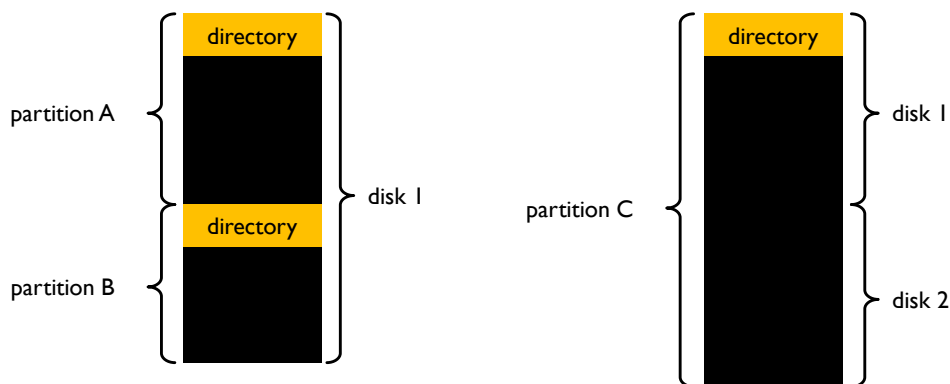 directory
partition A
disk 1
directory
partition B
directory
disk 1
partition C
disk 2